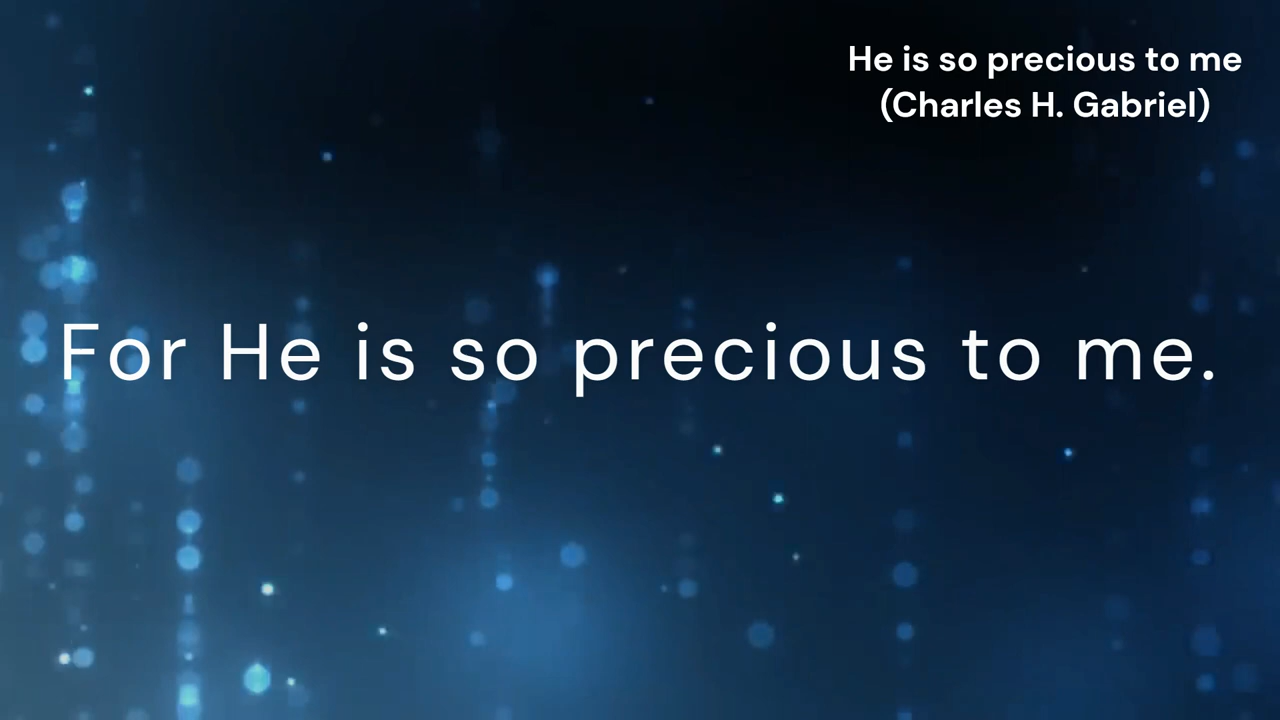 He is so precious to me
(Charles H. Gabriel)
For He is so precious to me.